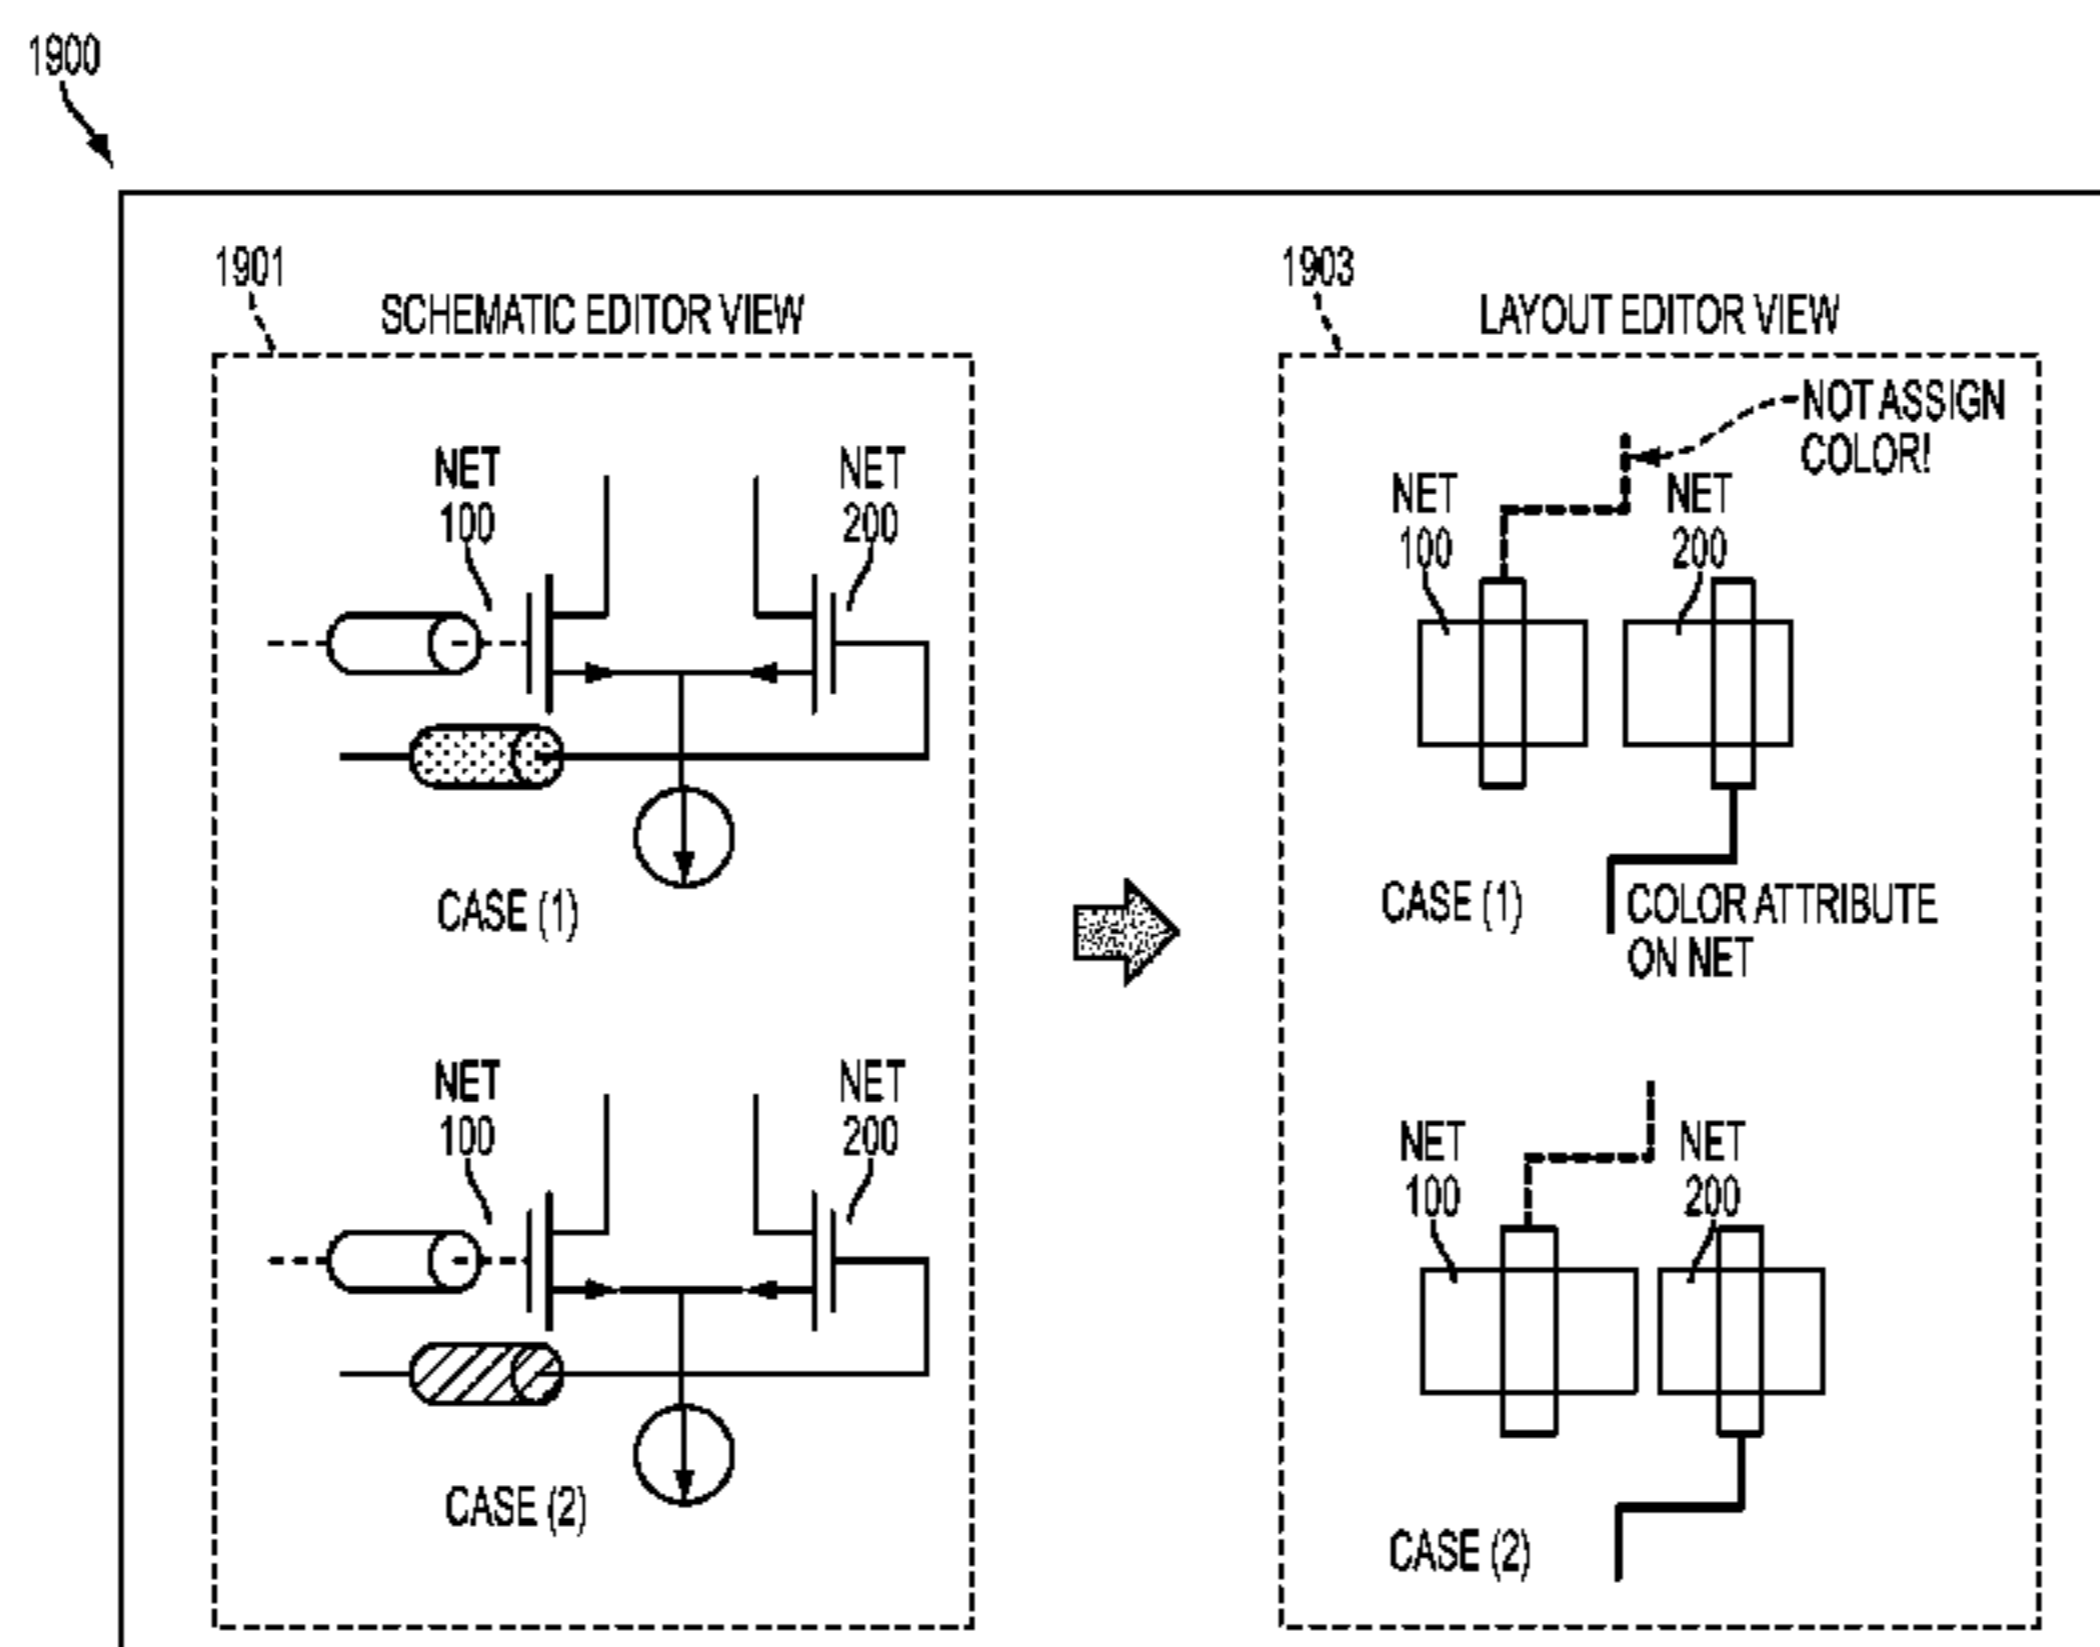 1900
1901
SCHEMATIC EDITOR VIEW
NET
100
NET
200
CASE (1)
NET
100
NET
200
CASE (2)
1903
LAYOUT EDITOR VIEW
NOT ASSIGN
COLOR!
NET
100
NET
200
CASE (1)
COLOR ATTRIBUTE
ON NET
NET
100
NET
200
CASE (2)